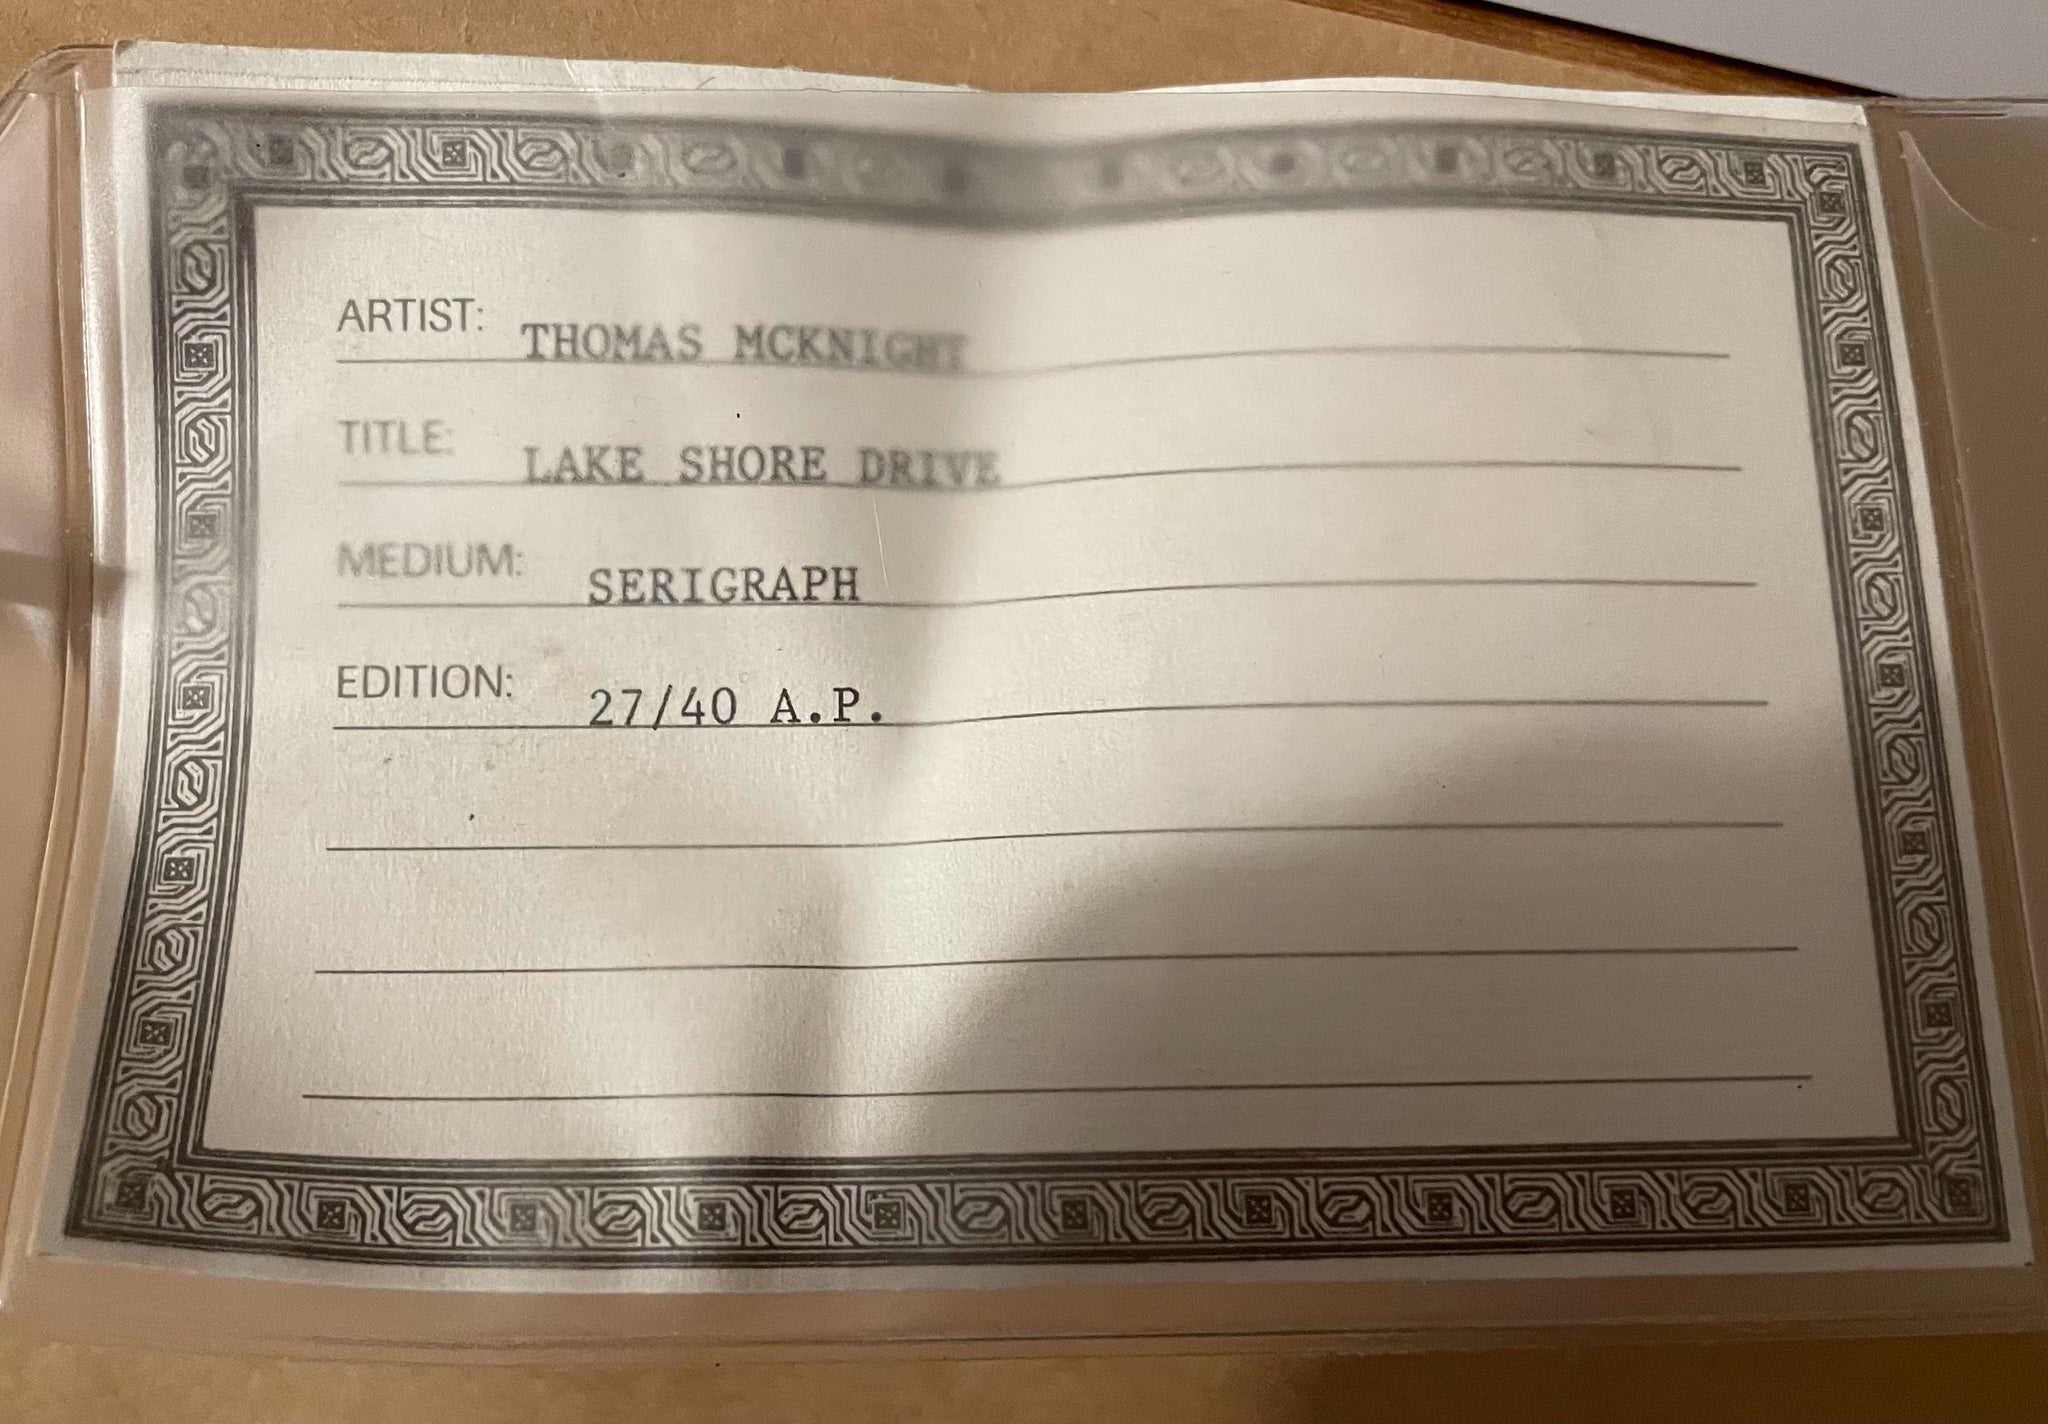 ARTIST: THOMAS MCKNIGHT
TITLE: LAKE SHORE DRIVE
MEDIUM: SERIGRAPH
EDITION: 27/40 A.P.